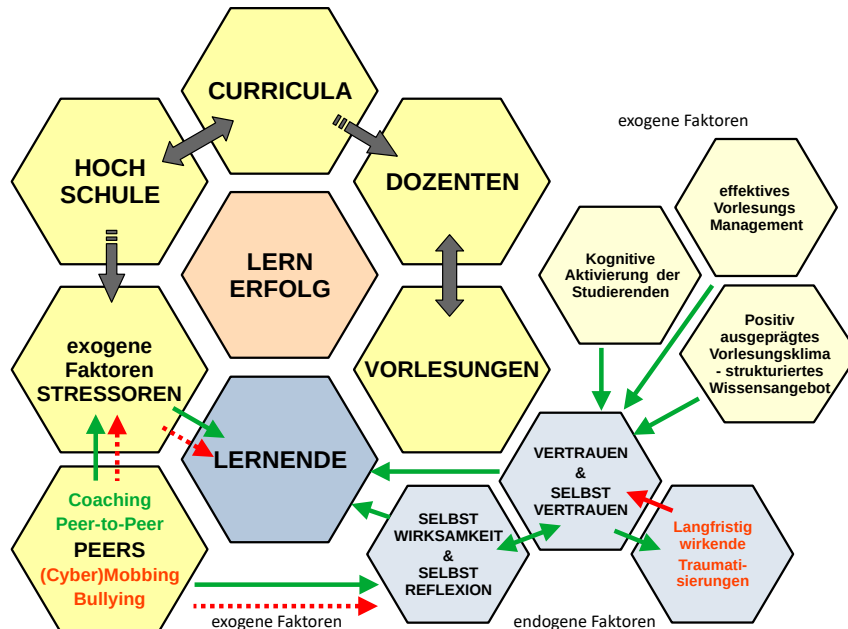 CURRICULA
exogene Faktoren
HOCH
SCHULE
DOZENTEN
effektives
Vorlesungs
Management
Kognitive
Aktivierung der
Studierenden
LERN
ERFOLG
exogene
Faktoren
STRESSOREN
VORLESUNGEN
Positiv
ausgeprägtes
Vorlesungsklima
- strukturiertes
Wissensangebot
LERNENDE
VERTRAUEN
&
SELBST
VERTRAUEN
Coaching
Peer-to-Peer
PEERS
(Cyber)Mobbing
Bullying
SELBST
WIRKSAMKEIT
&
SELBST
REFLEXION
Langfristig
wirkende
Traumati-
sierungen
exogene Faktoren
endogene Faktoren